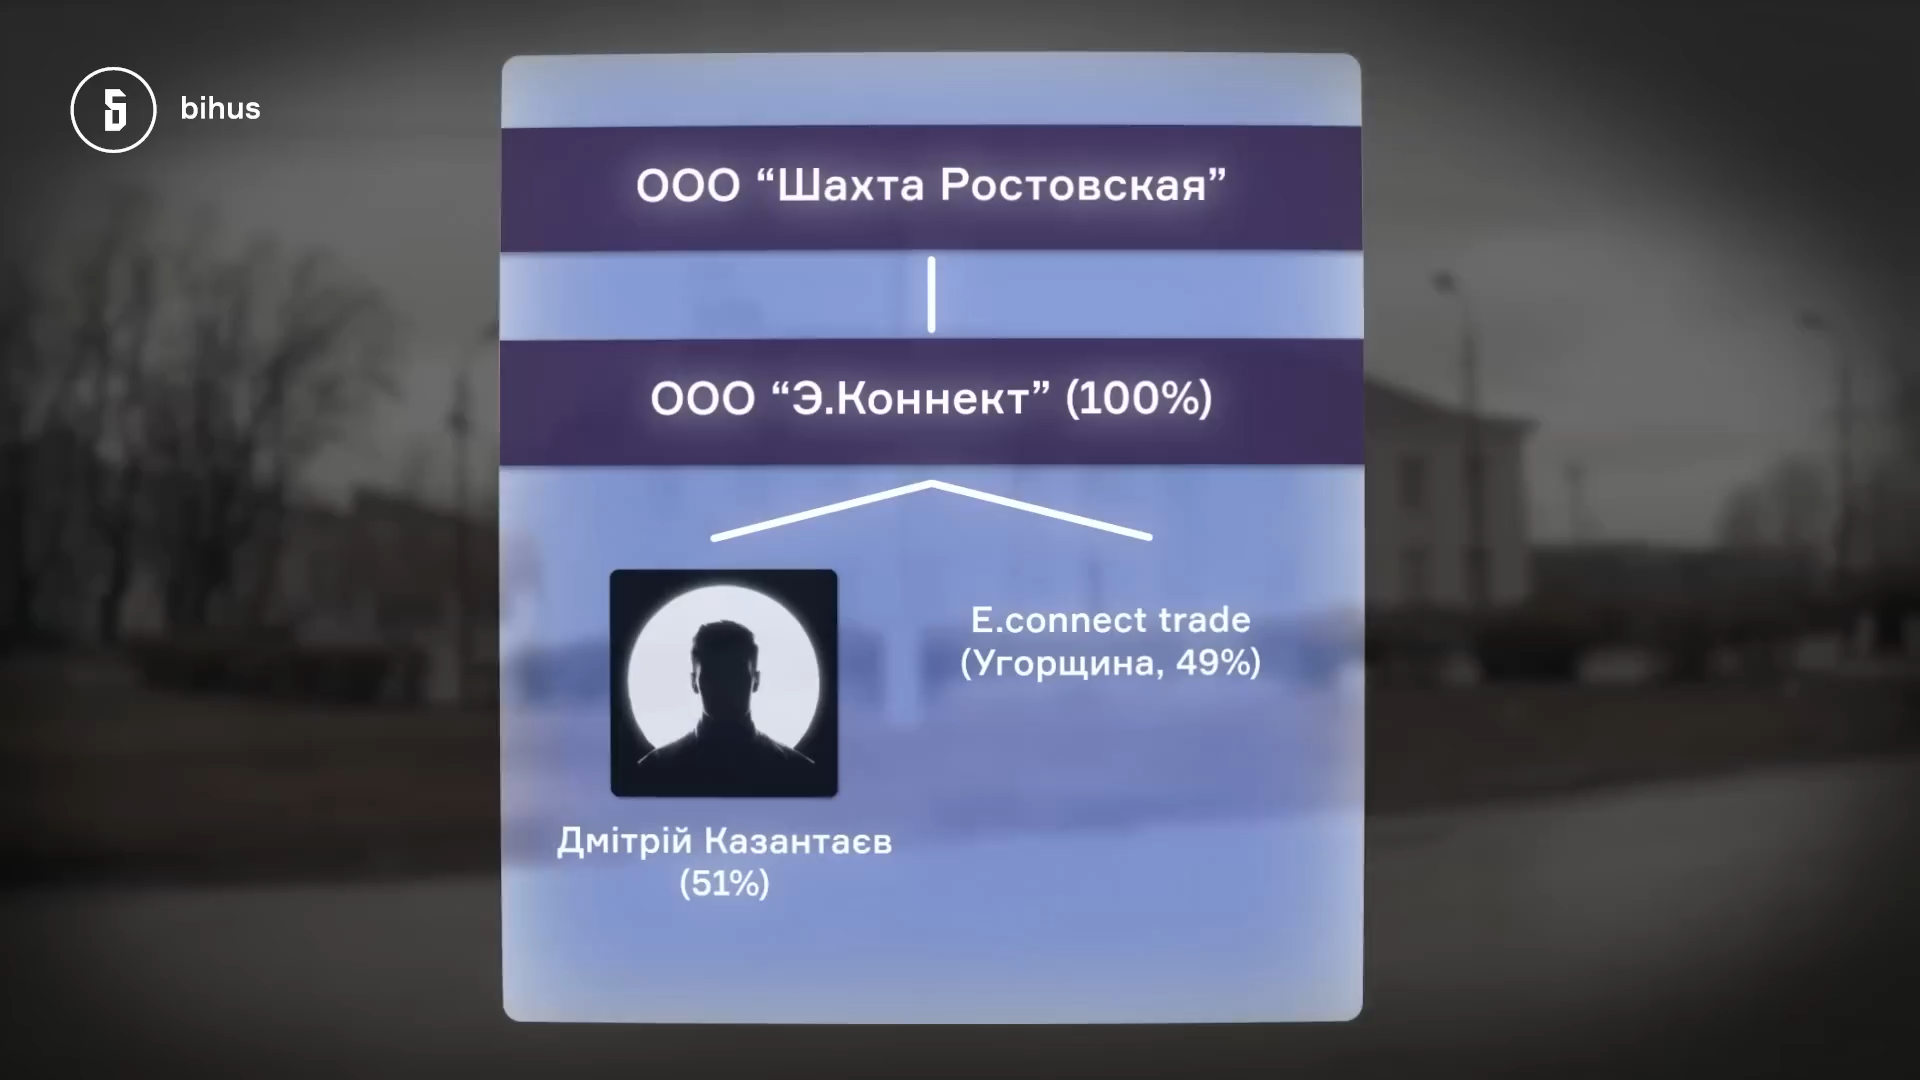 bihus
ООО “Шахта Ростовская”
ООО “Э.Коннект” (100%)
E.connect trade
(Угорщина, 49%)
Дмітрій Казантаєв
(51%)